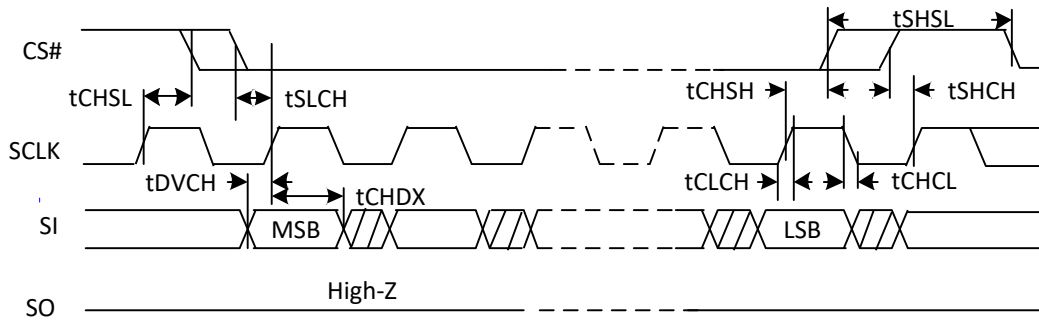 tSHSL
CS#
tCHSL
tSLCH
tCHSH
tSHCH
SCLK
tDVCH
tCHDX
tCLCH
tCHCL
SI
MSB
LSB
High-Z
SO